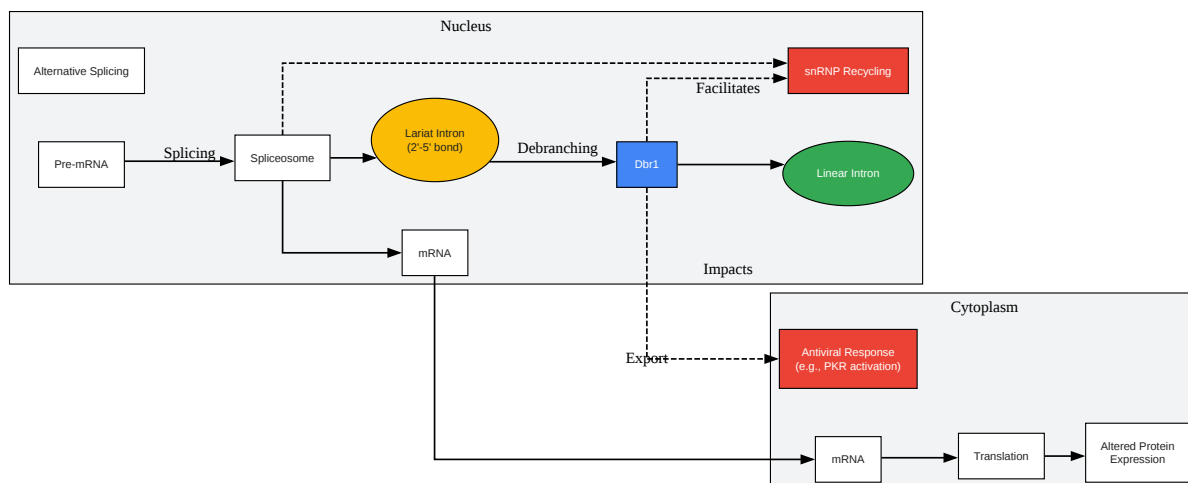 Nucleus
Alternative Splicing
snRNP Recycling
Facilitates
Pre-mRNA
Splicing
Spliceosome
Lariat Intron
(2'-5' bond)
Debranching
Dbr1
Linear Intron
mRNA
Impacts
Cytoplasm
Export
Antiviral Response
(e.g., PKR activation)
mRNA
Translation
Altered Protein
Expression